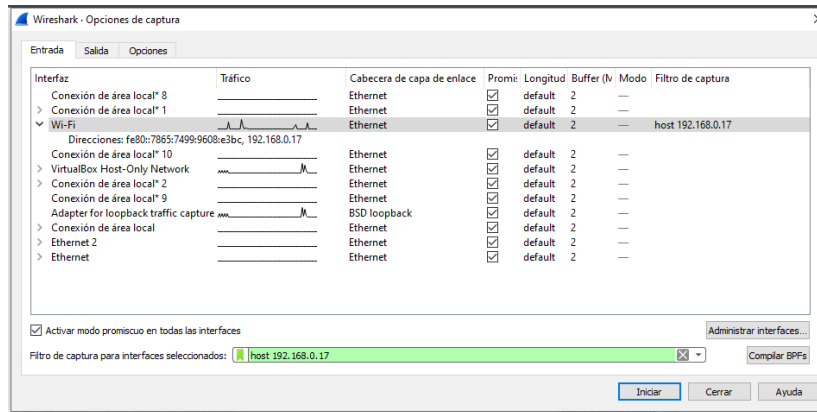 Wireshark · Opciones de captura
Entrada Salida Opciones
Interfaz Tráfico Cabecera de capa de enlace Promi: Longitud Buffer (M Modo Filtro de captura
Conexión de área local* 8 Ethernet default 2 —
Conexión de área local* 1 Ethernet default 2 —
Wi-Fi Ethernet default 2 — host 192.168.0.17
Direcciones: fe80::7865:7499:9608:e3bc, 192.168.0.17
Conexión de área local* 10 Ethernet default 2 —
VirtualBox Host-Only Network Ethernet default 2 —
Conexión de área local* 2 Ethernet default 2 —
Conexión de área local* 9 Ethernet default 2 —
Adapter for loopback traffic capture BSD loopback default 2 —
Conexión de área local Ethernet default 2 —
Ethernet 2 Ethernet default 2 —
Ethernet Ethernet default 2 —
Activar modo promiscuo en todas las interfaces Administrar interfaces...
Filtro de captura para interfaces seleccionados: host 192.168.0.17 Compilar BPFs
Iniciar Cerrar Ayuda